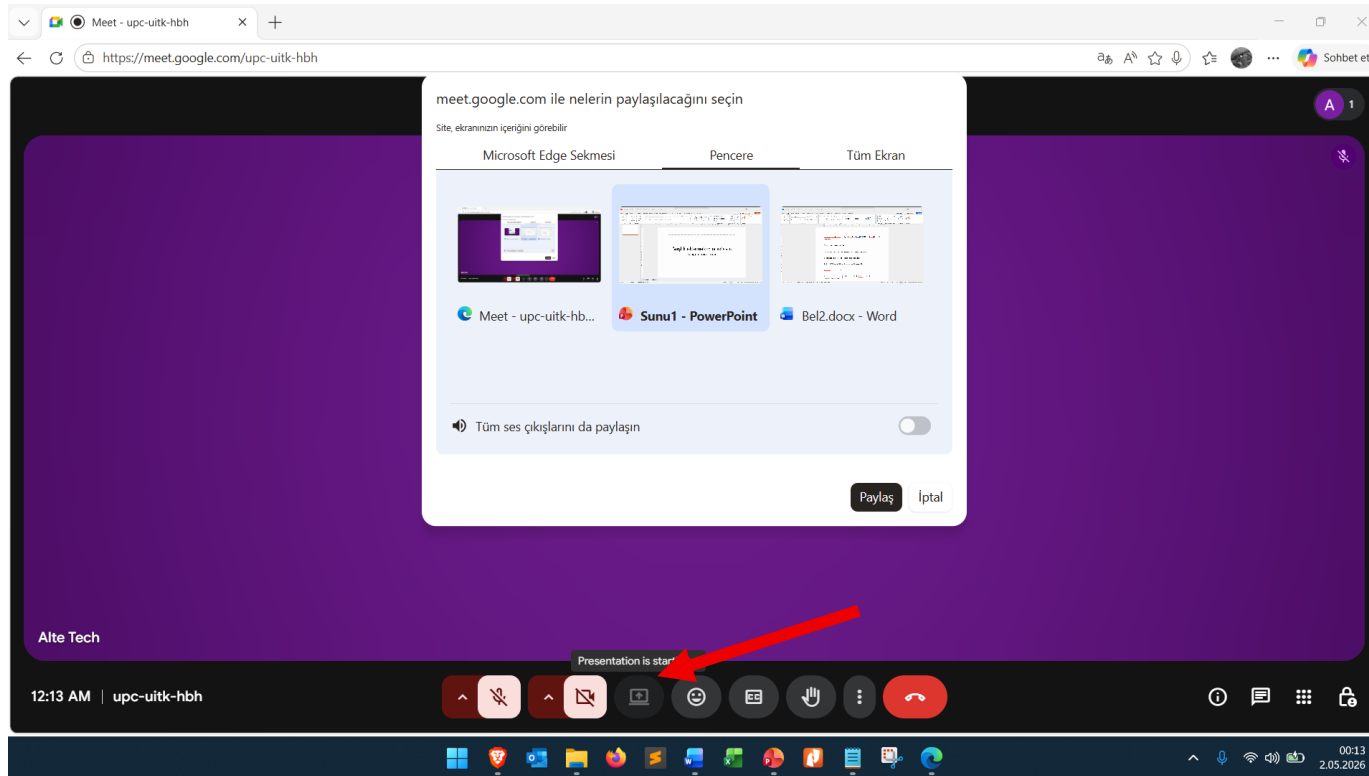 Meet - upc-uitk-hbh
https://meet.google.com/upc-uitk-hbh
Sohbet et
meet.google.com ile nelerin paylaşılacağını seçin
Site, ekranınızın içeriğini görebilir
Microsoft Edge Sekmesi Pencere Tüm Ekran
A 1
Meet - upc-uitk-hb... Sunu1 - PowerPoint Bel2.docx - Word
Tüm ses çıkışlarını da paylaşın
Paylaş İptal
Alte Tech
Presentation is
12:13 AM | upc-uitk-hbh
00:13
2.05.2026